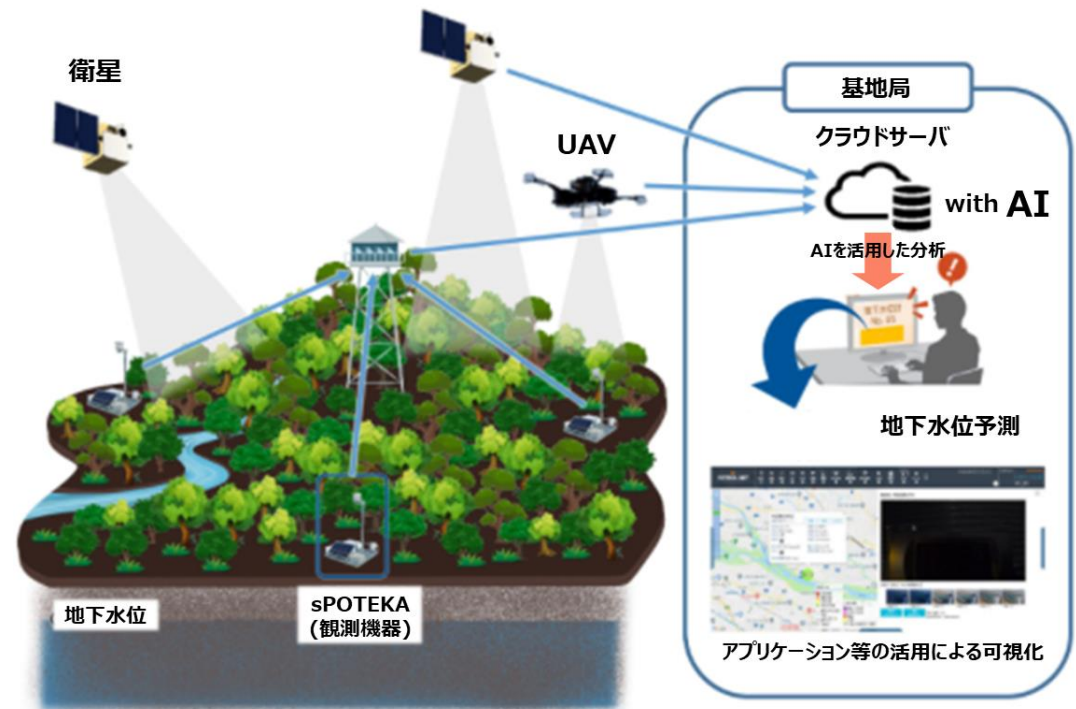 衛星
UAV
基地局
クラウドサーバ
with AI
AIを活用した分析
地下水位予測
地下水位
sPOTEKA
(観測機器)
アプリケーション等の活用による可視化